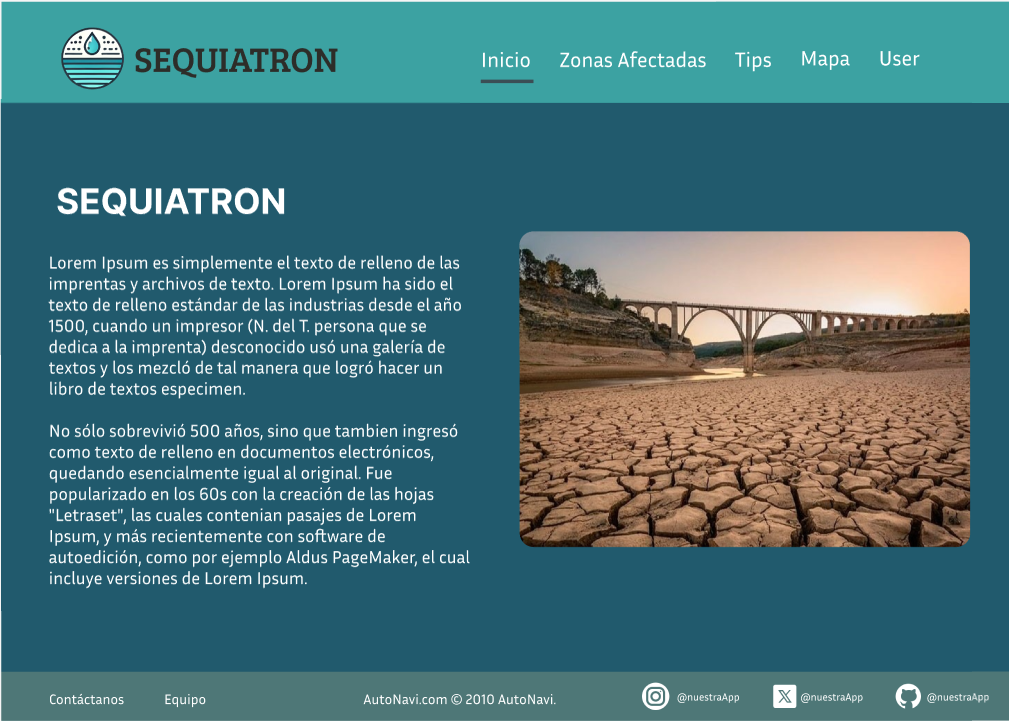 SEQUIATRON
Inicio Zonas Afectadas Tips Mapa User
SEQUIATRON
Lorem Ipsum es simplemente el texto de relleno de las
imprentas y archivos de texto. Lorem Ipsum ha sido el
texto de relleno estándar de las industrias desde el año
1500, cuando un impresor (N. del T. persona que se
dedica a la imprenta) desconocido usó una galería de
textos y los mezcló de tal manera que logró hacer un
libro de textos especimen.
No sólo sobrevivió 500 años, sino que tambien ingresó
como texto de relleno en documentos electrónicos,
quedando esencialmente igual al original. Fue
popularizado en los 60s con la creación de las hojas
"Letraset", las cuales contenian pasajes de Lorem
Ipsum, y más recientemente con software de
autoedición, como por ejemplo Aldus PageMaker, el cual
incluye versiones de Lorem Ipsum.
Contáctanos Equipo AutoNavi.com © 2010 AutoNavi. @nuestraApp @nuestraApp @nuestraApp